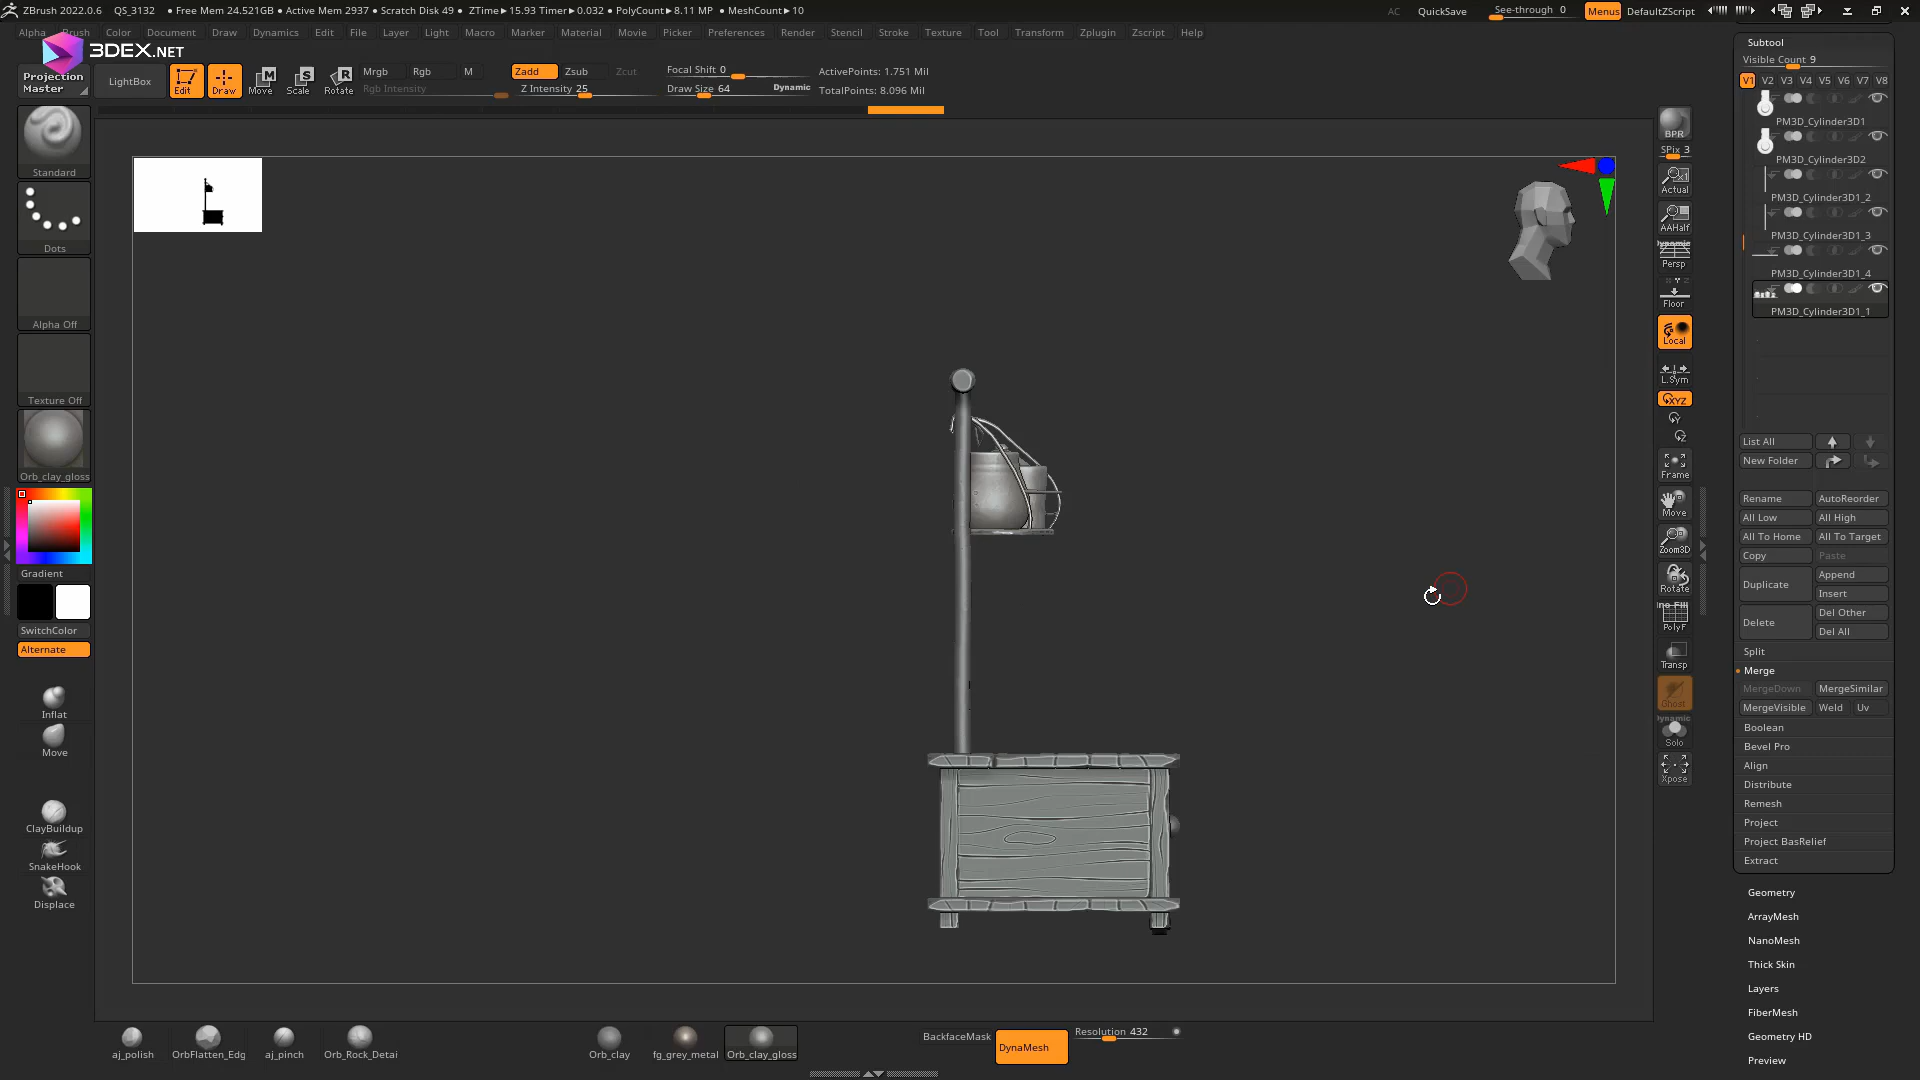 ZBrush 2022.0.6 QS_3132 • Free Mem 24.521GB • Active Mem 2937 • Scratch Disk 49 • ZTime▸15.93 Timer▸0.032 • PolyCount▸8.11 MP • MeshCount▸10 AC QuickSave See-through 0 Menus DefaultZScript
Alpha Brush Color Document Draw Dynamics Edit File Layer Light Macro Marker Material Movie Picker Preferences Render Stencil Stroke Texture Tool Transform Zplugin Zscript Help
3DEX.NET
Projection
Master
LightBox
Edit
Draw
Move
Scale
Rotate
Mrgb Rgb M
Rgb Intensity
Zadd Zsub Zcut
Z Intensity 25
Focal Shift 0
Draw Size 64
Dynamic
ActivePoints: 1.751 Mil
TotalPoints: 8.096 Mil
Standard
Dots
Alpha Off
Texture Off
Orb_clay_gloss
Gradient
SwitchColor
Alternate
Inflat
Move
ClayBuildup
SnakeHook
Displace
BPR
SPix 3
Actual
AAHalf
Dynamic
Persp
Floor
Local
L.Sym
XYZ
Y
Z
Frame
Move
Zoom3D
Rotate
PolyF
Transp
Ghost
Dynamic
Solo
Xpose
Subtool
Visible Count 9
V1 V2 V3 V4 V5 V6 V7 V8
PM3D_Cylinder3D1
PM3D_Cylinder3D2
PM3D_Cylinder3D1_2
PM3D_Cylinder3D1_3
PM3D_Cylinder3D1_4
PM3D_Cylinder3D1_1
List All
New Folder
Rename AutoReorder
All Low All High
All To Home All To Target
Copy Paste
Duplicate Append
Insert
Delete Del Other
Del All
Split
Merge
MergeDown MergeSimilar
MergeVisible Weld Uv
Boolean
Bevel Pro
Align
Distribute
Remesh
Project
Project BasRelief
Extract
Geometry
ArrayMesh
NanoMesh
Thick Skin
Layers
FiberMesh
Geometry HD
Preview
aj_polish OrbFlatten_Edg aj_pinch Orb_Rock_Detai Orb_clay fg_grey_metal Orb_clay_gloss
BackfaceMask DynaMesh Resolution 432